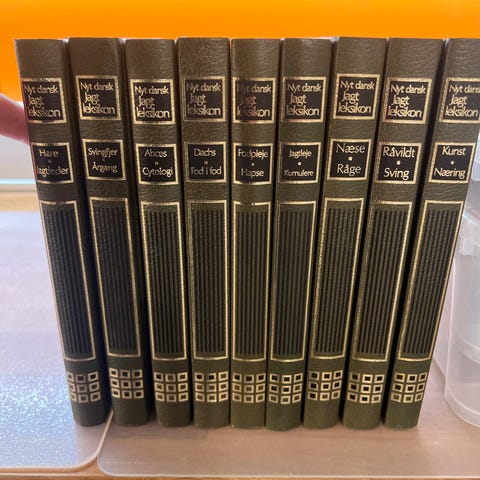 Nyt dansk
Jagt
leksikon
Hare
Jagtleder
Nyt dansk
Jagt
leksikon
Svingfjer
Årgang
Nyt dansk
Jagt
leksikon
Abces
Cytologi
Nyt dansk
Jagt
leksikon
Dachs
Fod i fod
Nyt dansk
Jagt
leksikon
Fodpleje
Hapse
Nyt dansk
Jagt
leksikon
Jagtleje
Kumulere
Nyt dansk
Jagt
leksikon
Næse
Råge
Nyt dansk
Jagt
leksikon
Råvildt
Sving
Nyt dansk
Jagt
leksikon
Kunst
Næring